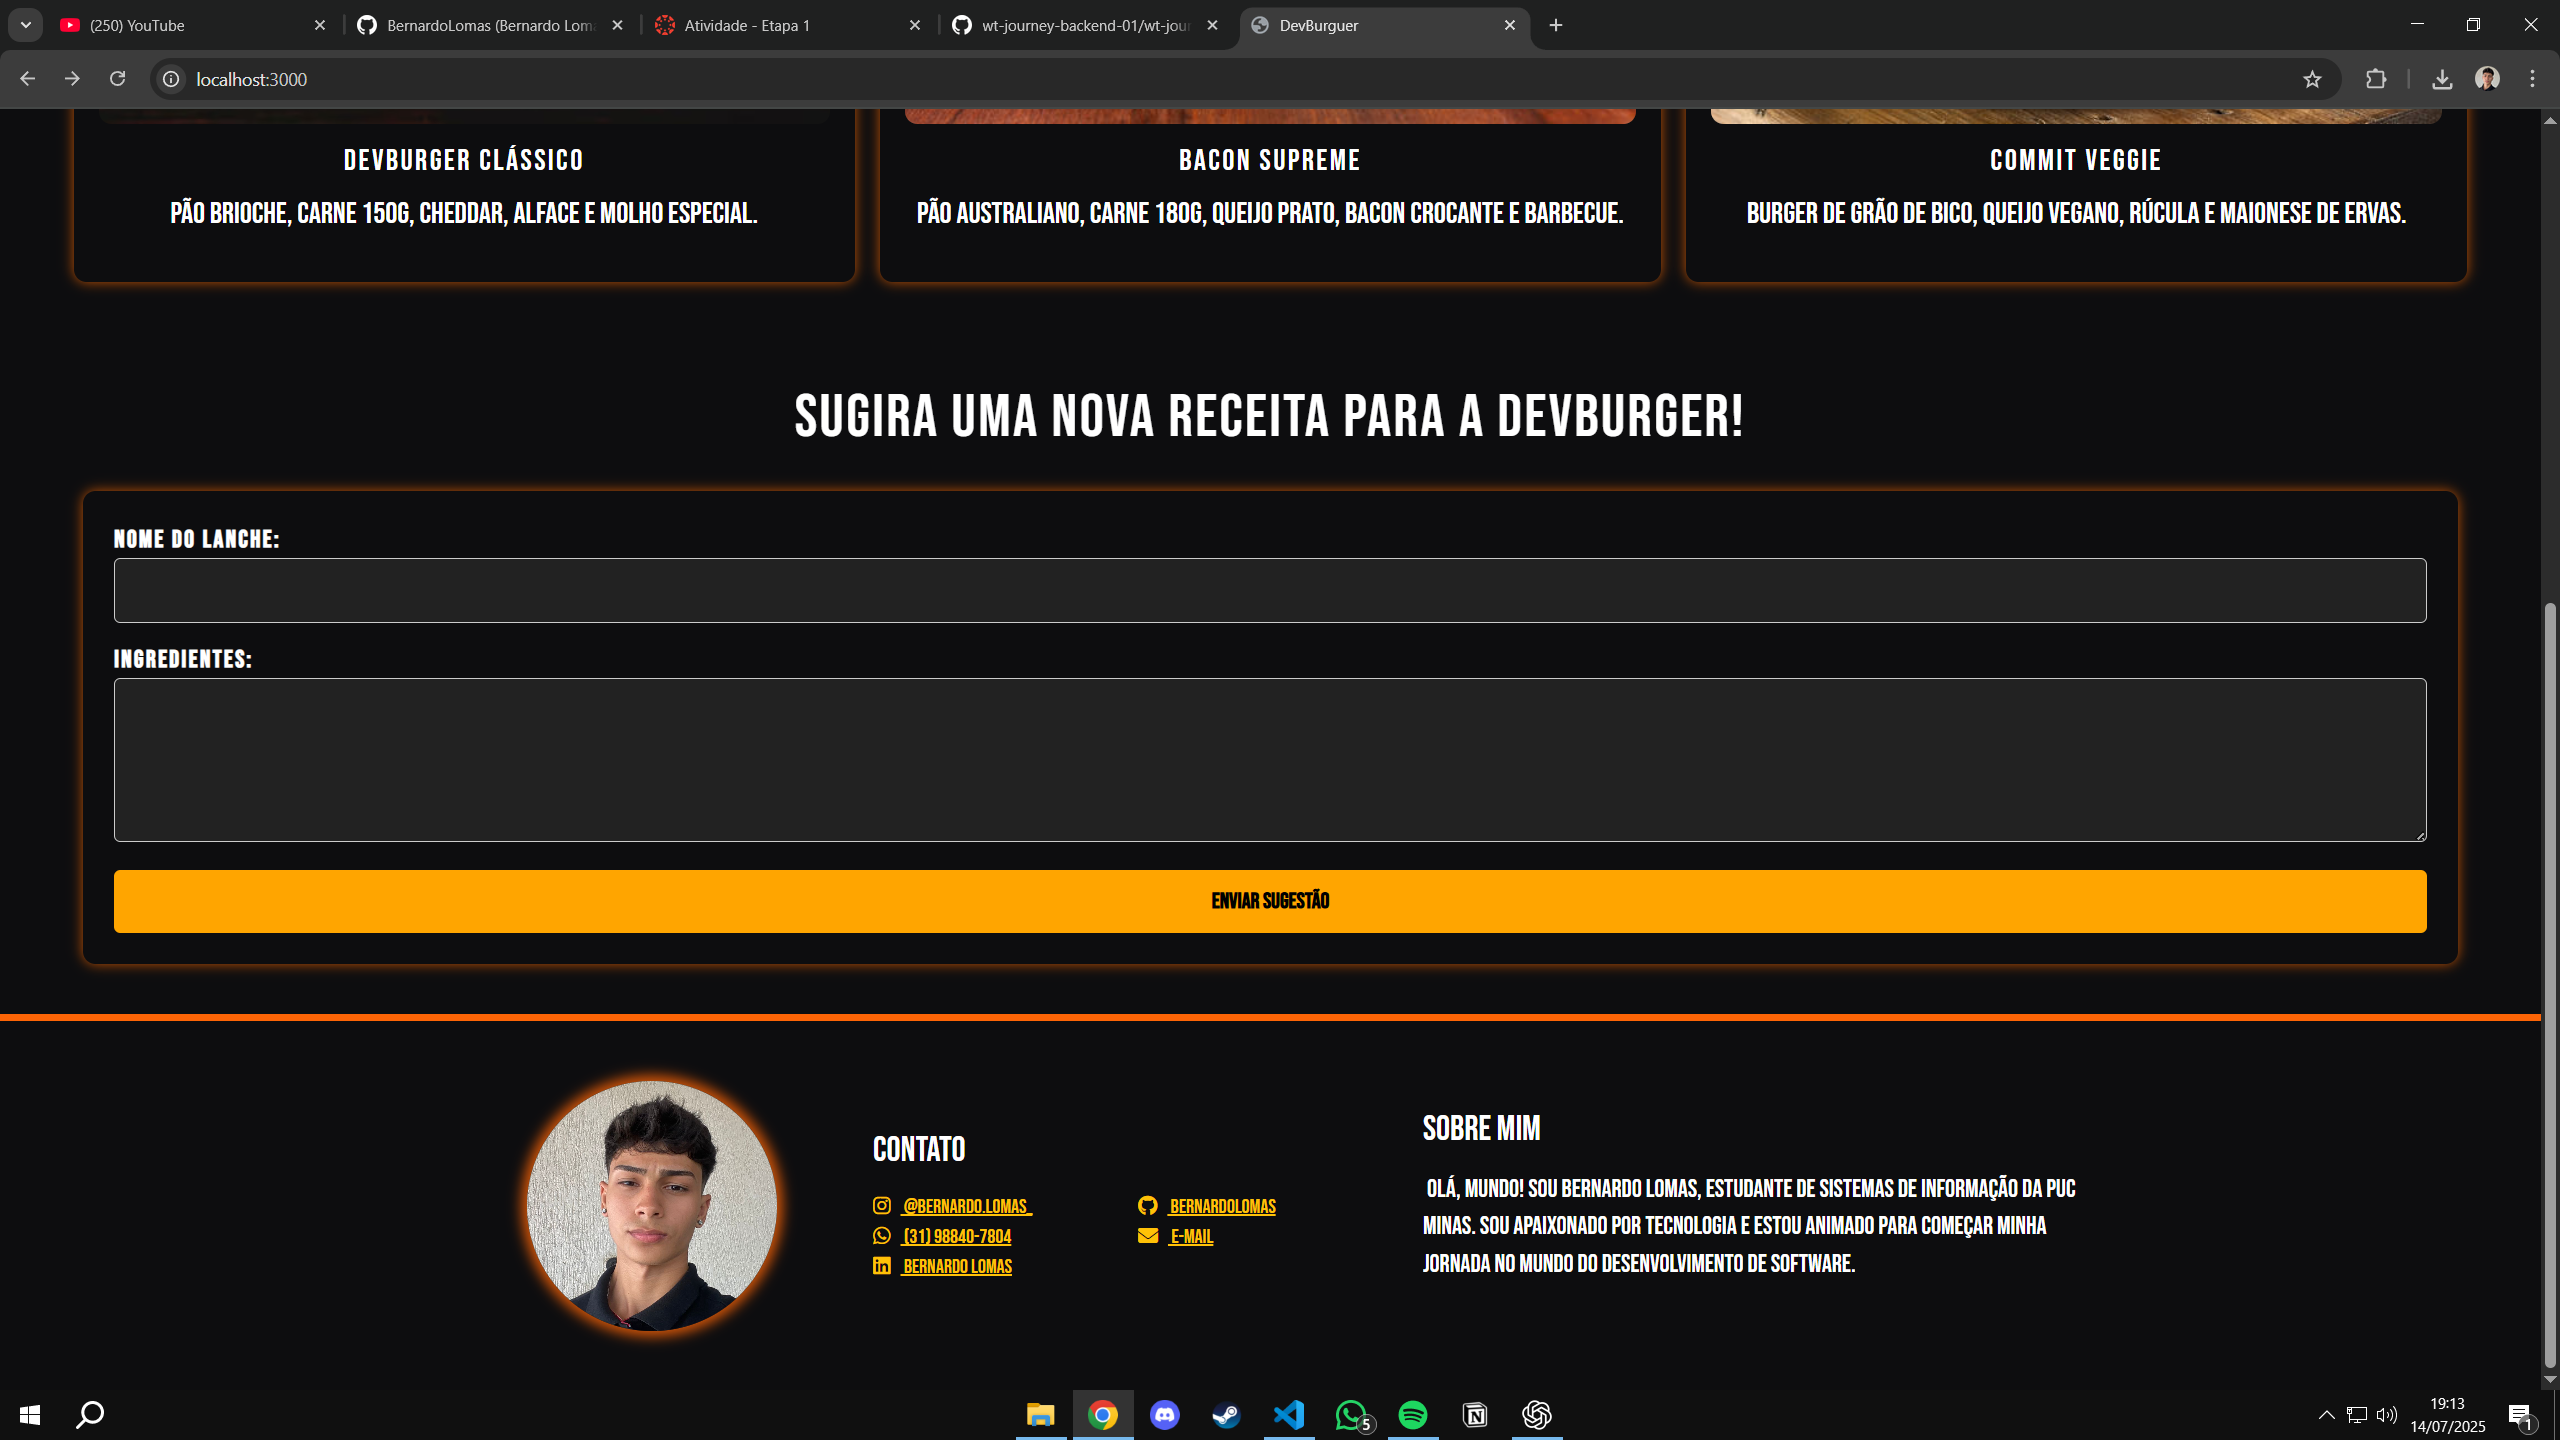 (250) YouTube
BernardoLomas (Bernardo Lom
Atividade - Etapa 1
wt-journey-backend-01/wt-jour
DevBurguer
localhost:3000
DEVBURGER CLÁSSICO
PÃO BRIOCHE, CARNE 150G, CHEDDAR, ALFACE E MOLHO ESPECIAL.
BACON SUPREME
PÃO AUSTRALIANO, CARNE 180G, QUEIJO PRATO, BACON CROCANTE E BARBECUE.
COMMIT VEGGIE
BURGER DE GRÃO DE BICO, QUEIJO VEGANO, RÚCULA E MAIONESE DE ERVAS.
SUGIRA UMA NOVA RECEITA PARA A DEVBURGER!
NOME DO LANCHE:
INGREDIENTES:
ENVIAR SUGESTÃO
CONTATO
@BERNARDO.LOMAS_
(31) 98840-7804
BERNARDO LOMAS
BERNARDOLOMAS
E-MAIL
SOBRE MIM
OLÁ, MUNDO! SOU BERNARDO LOMAS, ESTUDANTE DE SISTEMAS DE INFORMAÇÃO DA PUC
MINAS. SOU APAIXONADO POR TECNOLOGIA E ESTOU ANIMADO PARA COMEÇAR MINHA
JORNADA NO MUNDO DO DESENVOLVIMENTO DE SOFTWARE.
5
19:13
14/07/2025
1